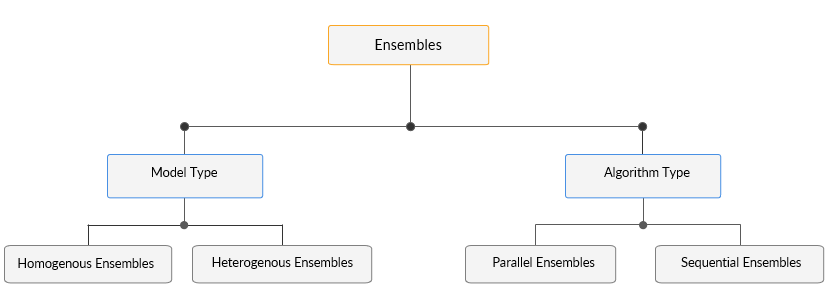 Ensembles
Model Type
Algorithm Type
Homogenous Ensembles
Heterogenous Ensembles
Parallel Ensembles
Sequential Ensembles